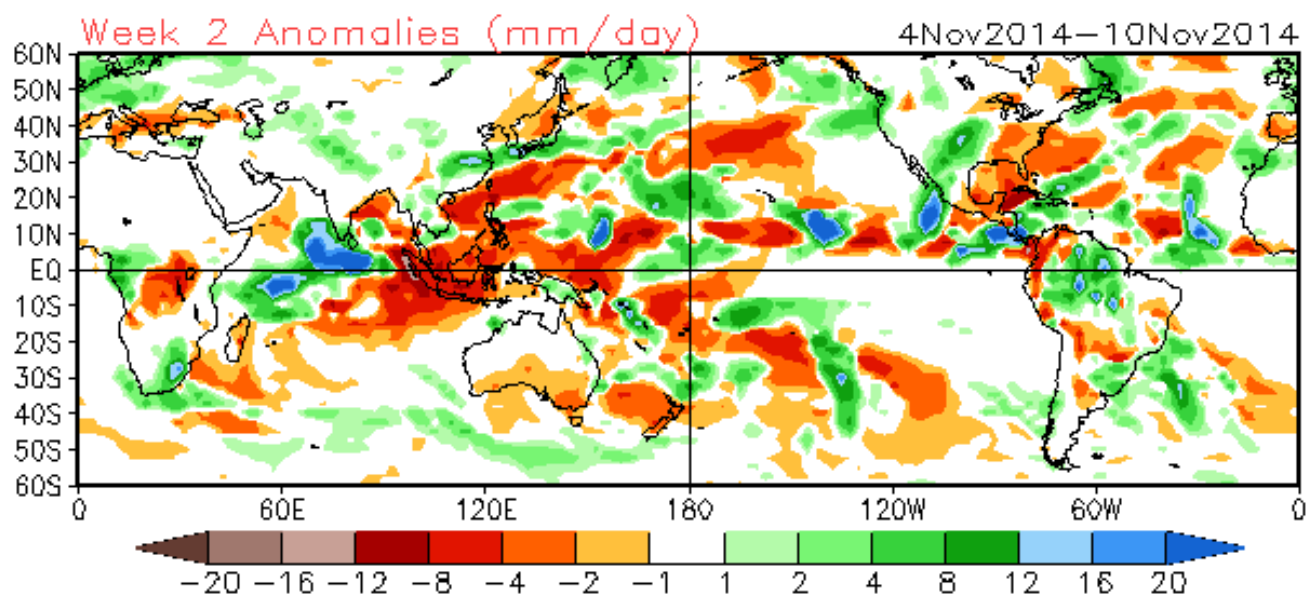 Week 2 Anomalies (mm/day) 4Nov2014–10Nov2014
60N
50N
40N
30N
20N
10N
EQ
10S
20S
30S
40S
50S
60S
0 60E 120E 180 120W 60W 0
−20 −16 −12 −8 −4 −2 −1 1 2 4 8 12 16 20